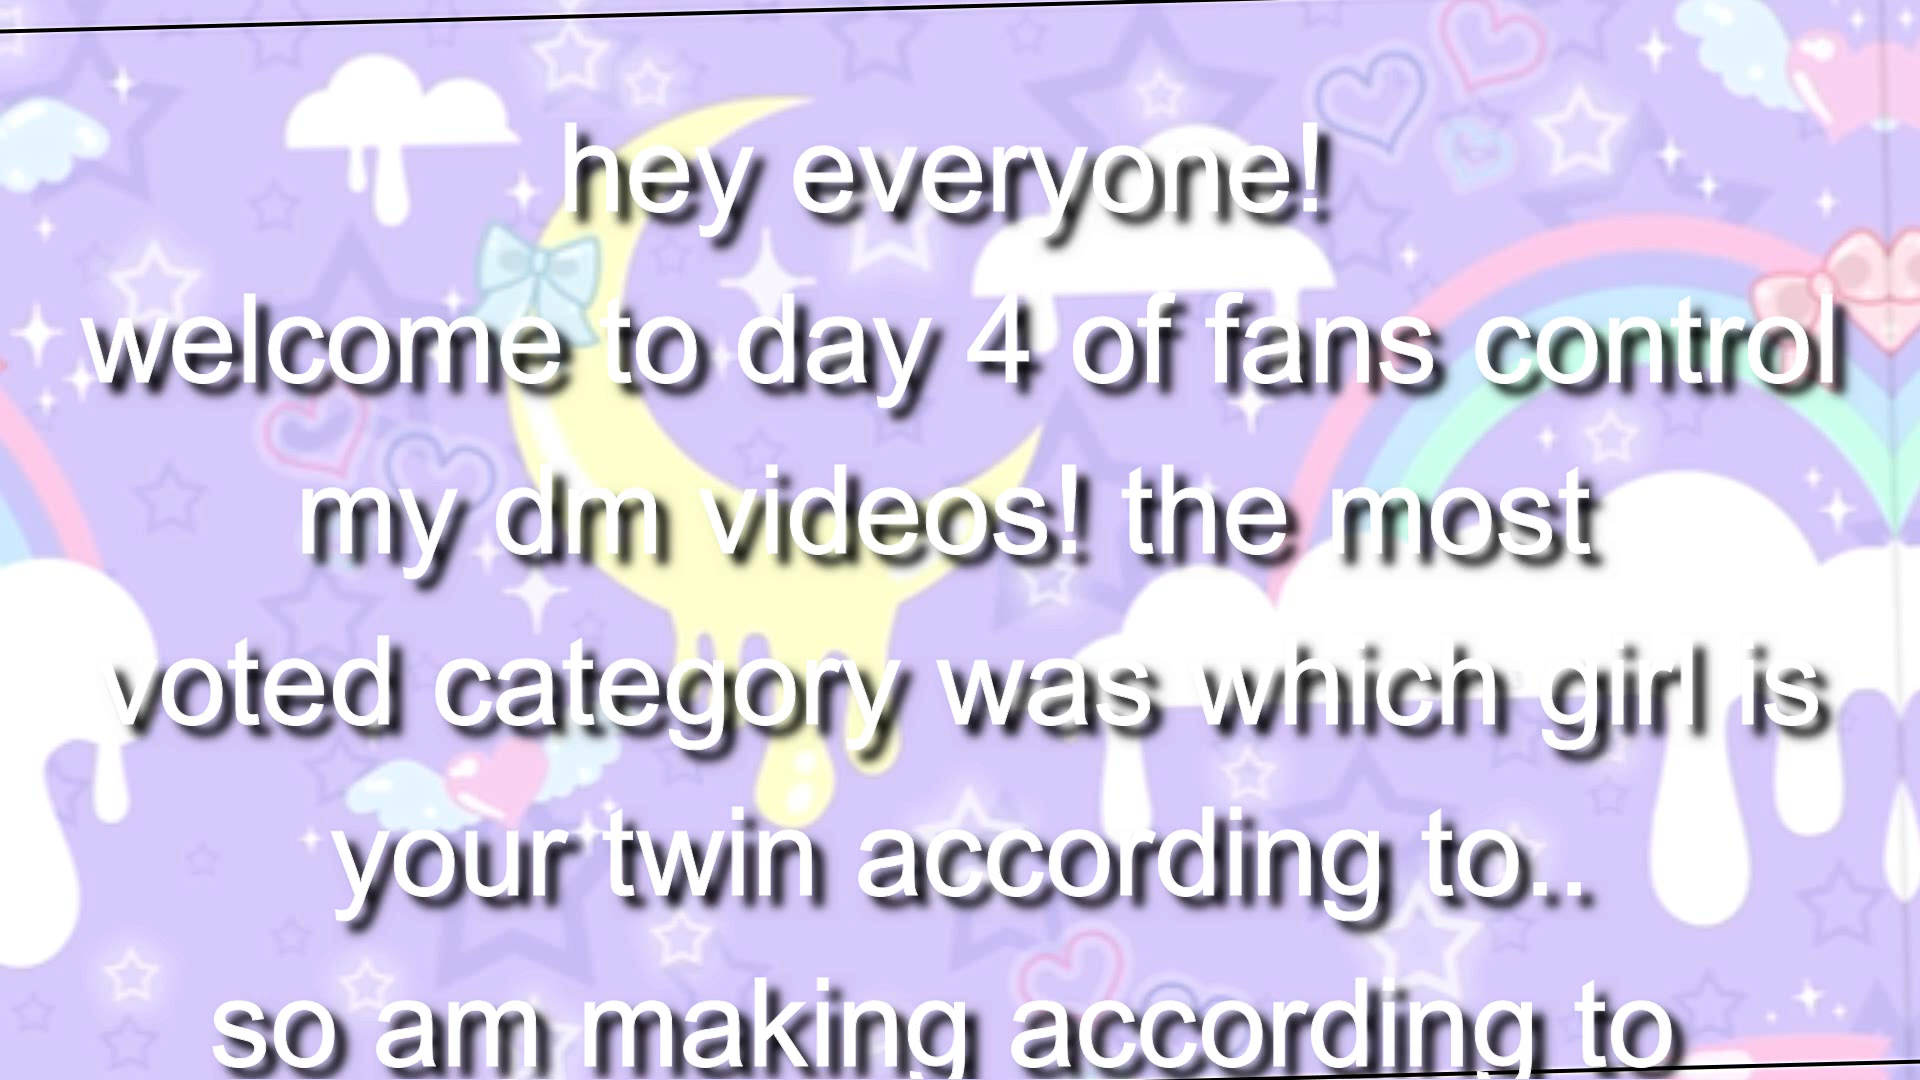 hey everyone!
welcome to day 4 of fans control
my dm videos! the most
voted category was which girl is
your twin according to..
so am making according to